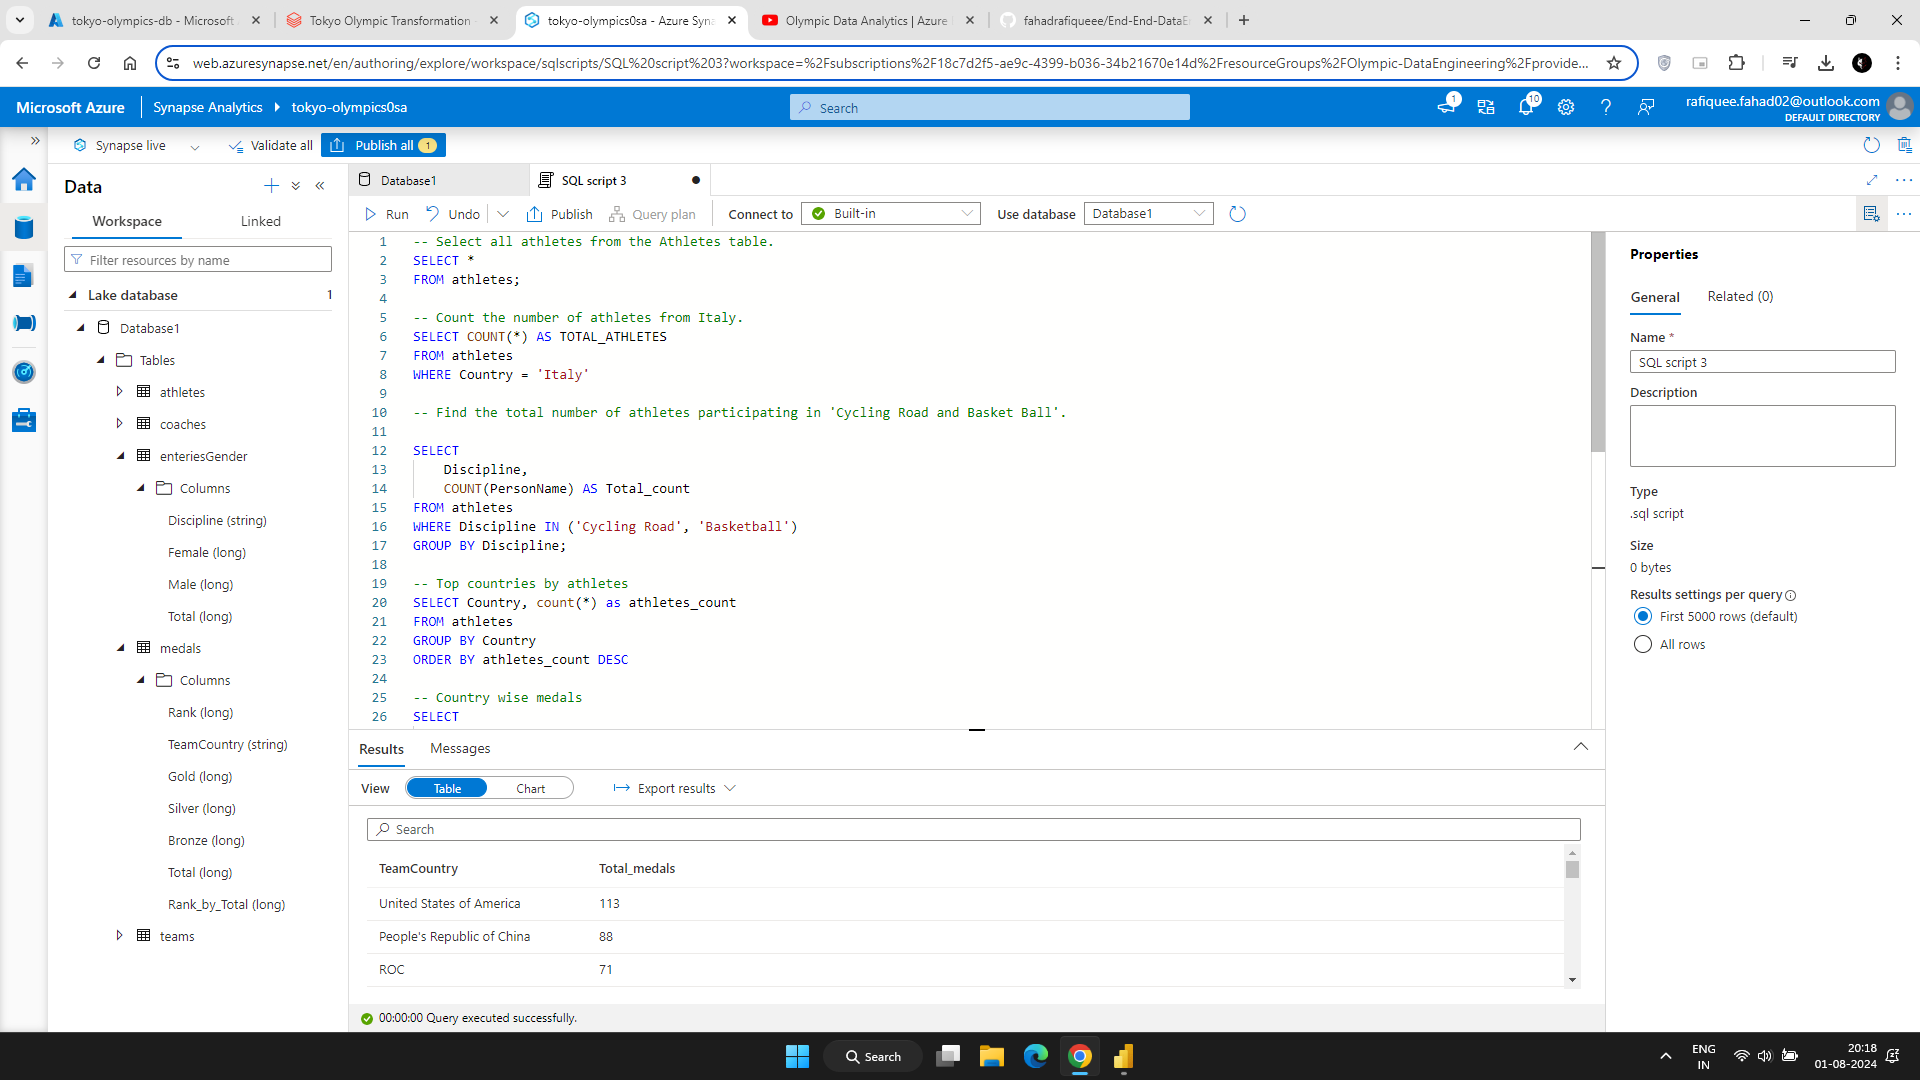 tokyo-olympics-db - Microsoft
Tokyo Olympic Transformation -
tokyo-olympics0sa - Azure Syna
Olympic Data Analytics | Azure
fahadrafiqueee/End-End-DataE
web.azuresynapse.net/en/authoring/explore/workspace/sqlscripts/SQL%20script%203?workspace=%2Fsubscriptions%2F18c7d2f5-ae9c-4399-b036-34b21670e14d%2FresourceGroups%2FOlympic-DataEngineering%2Fprovide...
Microsoft Azure
Synapse Analytics
tokyo-olympics0sa
Search
1
10
rafiquee.fahad02@outlook.com
DEFAULT DIRECTORY
Synapse live
Validate all
Publish all
1
Data
Workspace
Linked
Filter resources by name
Lake database
1
Database1
Tables
athletes
coaches
enteriesGender
Columns
Discipline (string)
Female (long)
Male (long)
Total (long)
medals
Columns
Rank (long)
TeamCountry (string)
Gold (long)
Silver (long)
Bronze (long)
Total (long)
Rank_by_Total (long)
teams
Database1
SQL script 3
Run
Undo
Publish
Query plan
Connect to
Built-in
Use database
Database1
1 -- Select all athletes from the Athletes table.
2 SELECT *
3 FROM athletes;
4
5 -- Count the number of athletes from Italy.
6 SELECT COUNT(*) AS TOTAL_ATHLETES
7 FROM athletes
8 WHERE Country = 'Italy'
9
10 -- Find the total number of athletes participating in 'Cycling Road and Basket Ball'.
11
12 SELECT
13 Discipline,
14 COUNT(PersonName) AS Total_count
15 FROM athletes
16 WHERE Discipline IN ('Cycling Road', 'Basketball')
17 GROUP BY Discipline;
18
19 -- Top countries by athletes
20 SELECT Country, count(*) as athletes_count
21 FROM athletes
22 GROUP BY Country
23 ORDER BY athletes_count DESC
24
25 -- Country wise medals
26 SELECT
Results
Messages
View
Table
Chart
Export results
Search
TeamCountry Total_medals
United States of America 113
People's Republic of China 88
ROC 71
00:00:00 Query executed successfully.
Properties
General
Related (0)
Name *
SQL script 3
Description
Type
.sql script
Size
0 bytes
Results settings per query
First 5000 rows (default)
All rows
Search
ENG
IN
20:18
01-08-2024